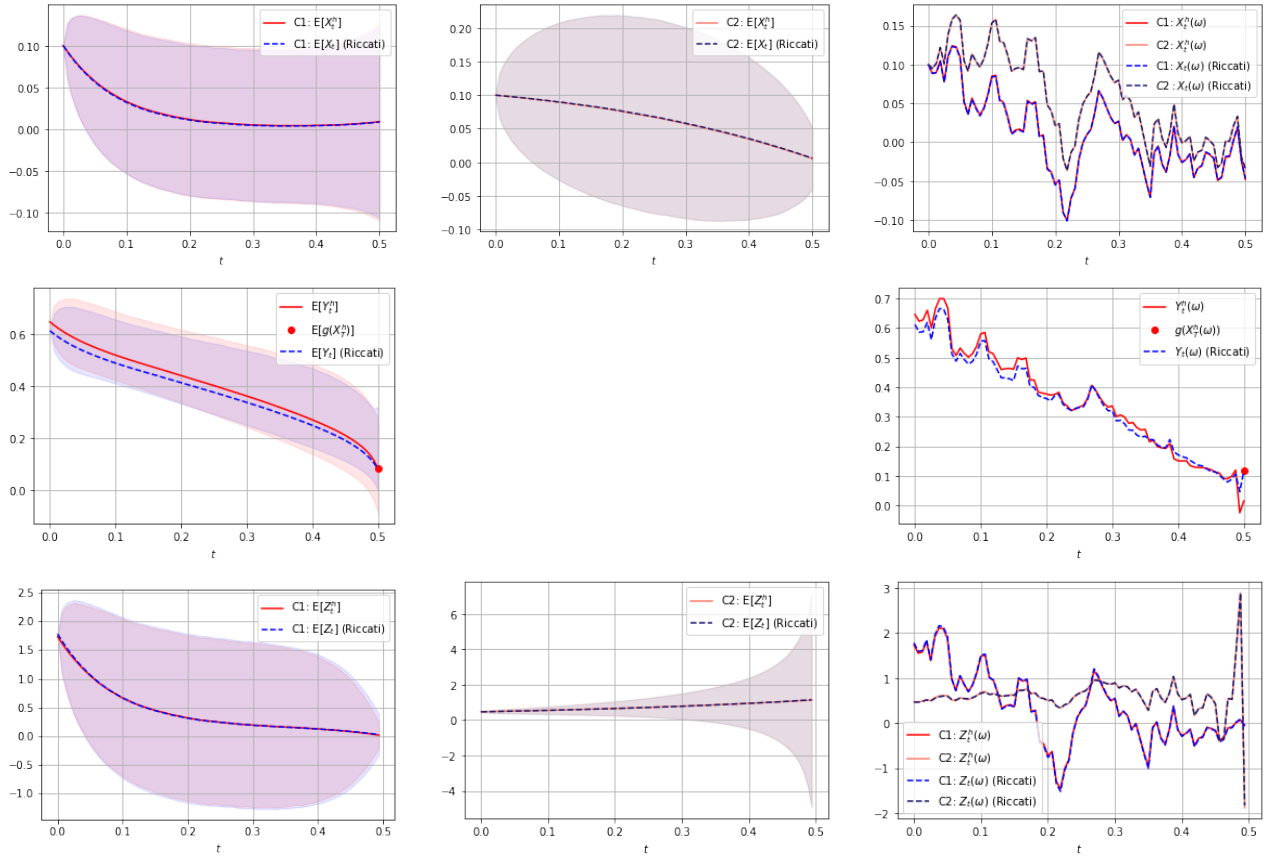 C1: E[X_t^h]
C1: E[X_t] (Riccati)
0.10
0.05
0.00
−0.05
−0.10
0.0 0.1 0.2 0.3 0.4 0.5
t
C2: E[X_t^h]
C2: E[X_t] (Riccati)
0.20
0.15
0.10
0.05
0.00
−0.05
−0.10
0.0 0.1 0.2 0.3 0.4 0.5
t
C1: X_t^h(ω)
C2: X_t^h(ω)
C1: X_t(ω) (Riccati)
C2: X_t(ω) (Riccati)
0.15
0.10
0.05
0.00
−0.05
−0.10
0.0 0.1 0.2 0.3 0.4 0.5
t
E[Y_t^h]
E[g(X_T^h)]
E[Y_t] (Riccati)
0.6
0.4
0.2
0.0
0.0 0.1 0.2 0.3 0.4 0.5
t
Y_t^h(ω)
g(X_T^h(ω))
Y_t(ω) (Riccati)
0.7
0.6
0.5
0.4
0.3
0.2
0.1
0.0
0.0 0.1 0.2 0.3 0.4 0.5
t
C1: E[Z_t^h]
C1: E[Z_t] (Riccati)
2.5
2.0
1.5
1.0
0.5
0.0
−0.5
−1.0
0.0 0.1 0.2 0.3 0.4 0.5
t
C2: E[Z_t^h]
C2: E[Z_t] (Riccati)
6
4
2
0
−2
−4
0.0 0.1 0.2 0.3 0.4 0.5
t
3
2
1
0
−1
−2
C1: Z_t^h(ω)
C2: Z_t^h(ω)
C1: Z_t(ω) (Riccati)
C2: Z_t(ω) (Riccati)
0.0 0.1 0.2 0.3 0.4 0.5
t